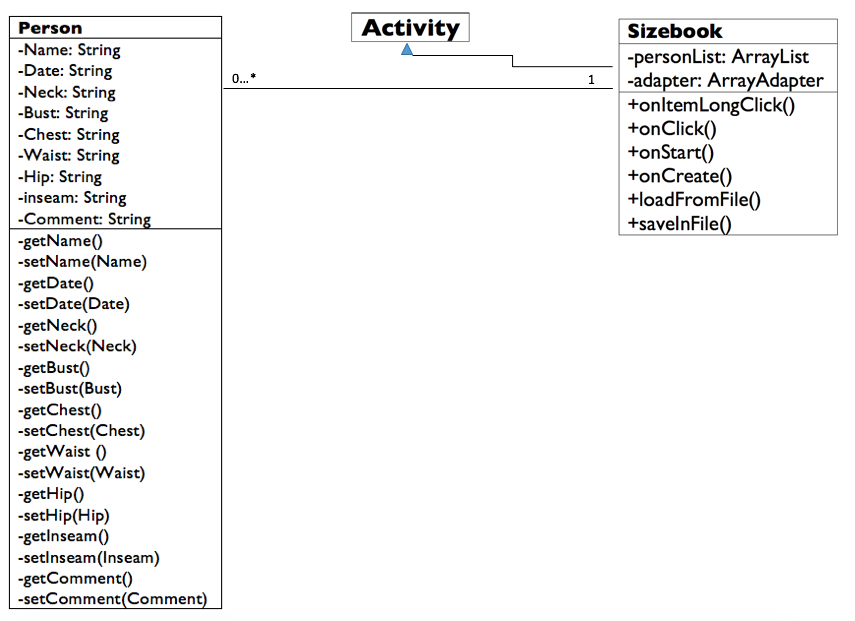 Person
-Name: String
-Date: String
-Neck: String
-Bust: String
-Chest: String
-Waist: String
-Hip: String
-inseam: String
-Comment: String
-getName()
-setName(Name)
-getDate()
-setDate(Date)
-getNeck()
-setNeck(Neck)
-getBust()
-setBust(Bust)
-getChest()
-setChest(Chest)
-getWaist ()
-setWaist(Waist)
-getHip()
-setHip(Hip)
-getInseam()
-setInseam(Inseam)
-getComment()
-setComment(Comment)
Activity
0...*
1
Sizebook
-personList: ArrayList
-adapter: ArrayAdapter
+onItemLongClick()
+onClick()
+onStart()
+onCreate()
+loadFromFile()
+saveInFile()